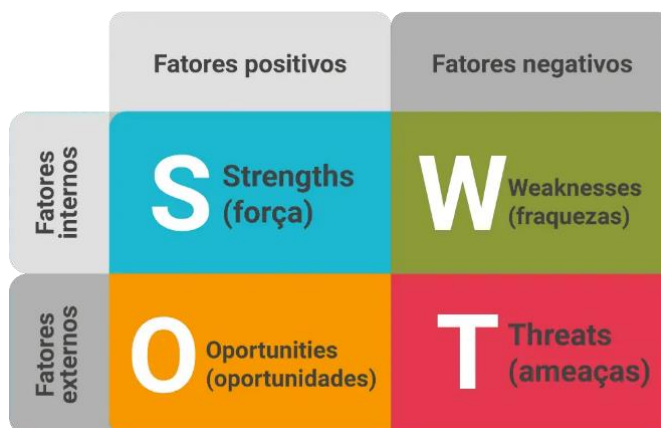 Fatores positivos
Fatores negativos
Fatores
internos
S
Strengths
(força)
W
Weaknesses
(fraquezas)
Fatores
externos
O
Oportunities
(oportunidades)
T
Threats
(ameaças)